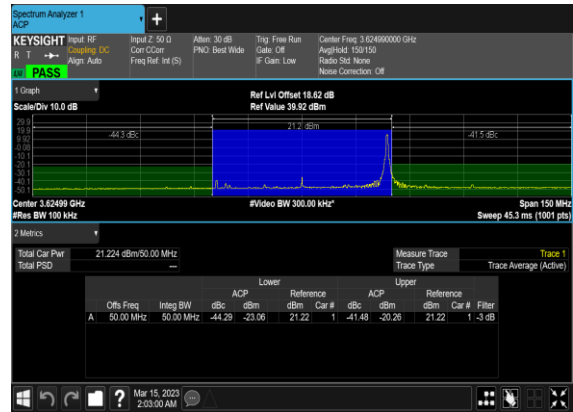 Spectrum Analyzer 1
ACP
+
KEYSIGHT Input: RF Input Z: 50 Ω Atten: 30 dB Trig: Free Run Center Freq: 3.624990000 GHz
R T Coupling: DC Corr CCorr PNO: Best Wide Gate: Off Avg|Hold: 150/150
Align: Auto Freq Ref: Int (S) IF Gain: Low Radio Std: None
PASS Noise Correction: Off
1 Graph
Ref Lvl Offset 18.62 dB
Scale/Div 10.0 dB Ref Value 39.92 dBm
29.9
19.9
9.92
-0.08
-10.1
-20.1
-30.1
-40.1
-50.1
-44.3 dBc 21.2 dBm -41.5 dBc
Center 3.62499 GHz #Video BW 300.00 kHz* Span 150 MHz
#Res BW 100 kHz Sweep 45.3 ms (1001 pts)
2 Metrics
Total Car Pwr 21.224 dBm/50.00 MHz Measure Trace Trace 1
Total PSD --- Trace Type Trace Average (Active)
Lower Upper
ACP Reference ACP Reference
Offs Freq Integ BW dBc dBm dBm Car # dBc dBm dBm Car # Filter
A 50.00 MHz 50.00 MHz -44.29 -23.06 21.22 1 -41.48 -20.26 21.22 1 -3 dB
? Mar 15, 2023
2:03:00 AM